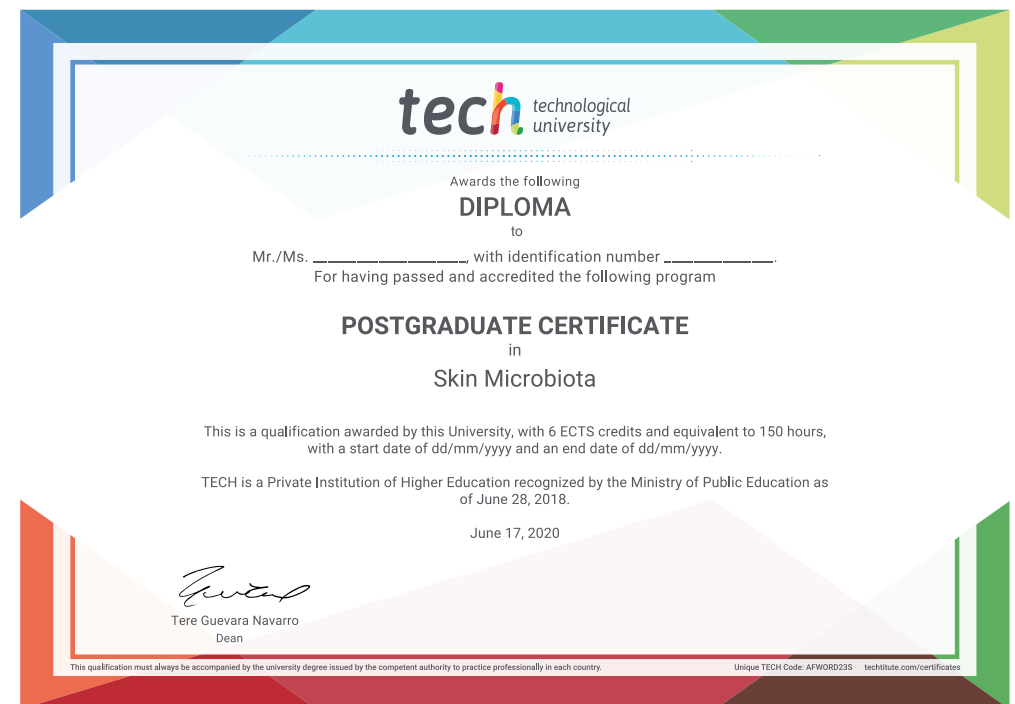 tech technological
university
Awards the following
DIPLOMA
to
Mr./Ms. __________________, with identification number _____________.
For having passed and accredited the following program
POSTGRADUATE CERTIFICATE
in
Skin Microbiota
This is a qualification awarded by this University, with 6 ECTS credits and equivalent to 150 hours,
with a start date of dd/mm/yyyy and an end date of dd/mm/yyyy.
TECH is a Private Institution of Higher Education recognized by the Ministry of Public Education as
of June 28, 2018.
June 17, 2020
Tere Guevara Navarro
Dean
This qualification must always be accompanied by the university degree issued by the competent authority to practice professionally in each country. Unique TECH Code: AFWORD23S techtitute.com/certificates